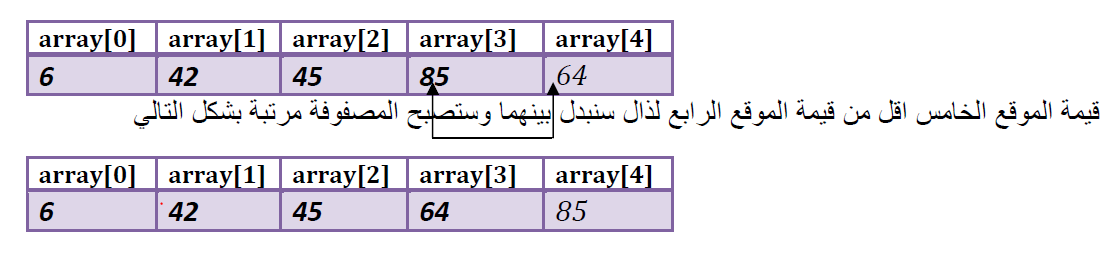 array[0] array[1] array[2] array[3] array[4]
6 42 45 85 64
قيمة الموقع الخامس اقل من قيمة الموقع الرابع لذال سنبدل بينهما وستصبح المصفوفة مرتبة بشكل التالي
array[0] array[1] array[2] array[3] array[4]
6 42 45 64 85